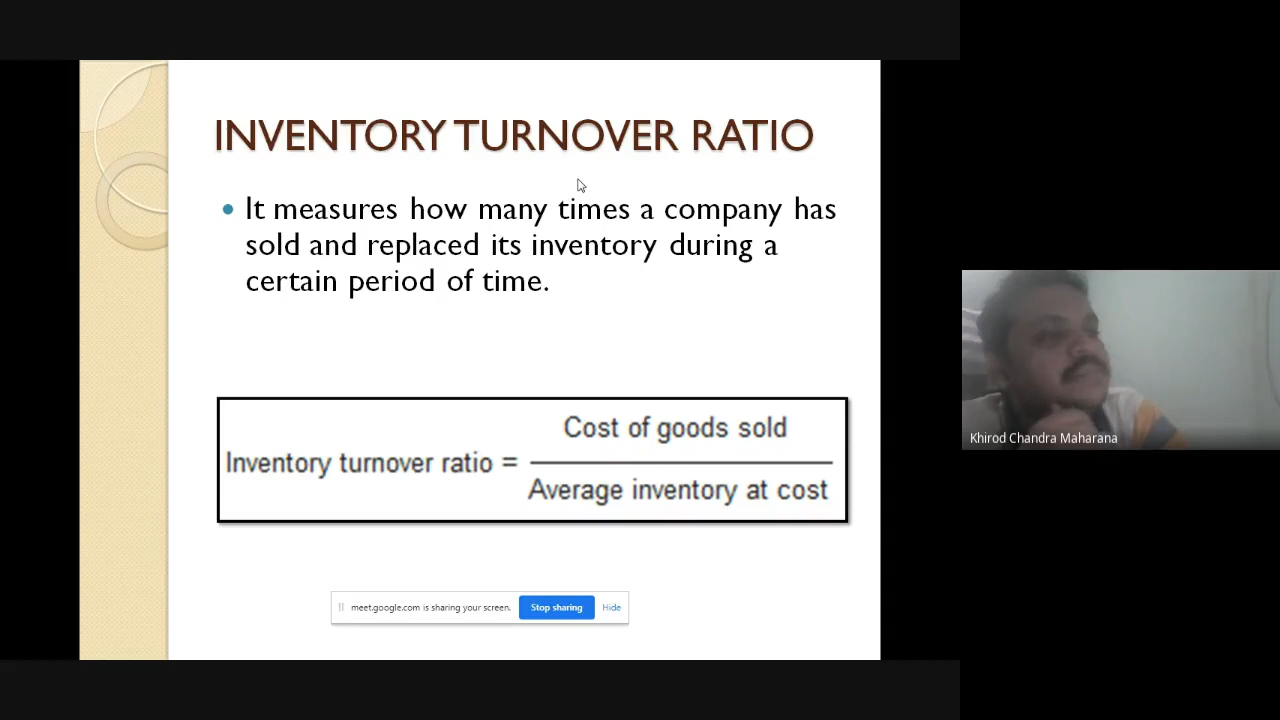 INVENTORY TURNOVER RATIO
It measures how many times a company has
sold and replaced its inventory during a
certain period of time.
Cost of goods sold
Inventory turnover ratio =
Average inventory at cost
Khirod Chandra Maharana
meet.google.com is sharing your screen. Stop sharing Hide